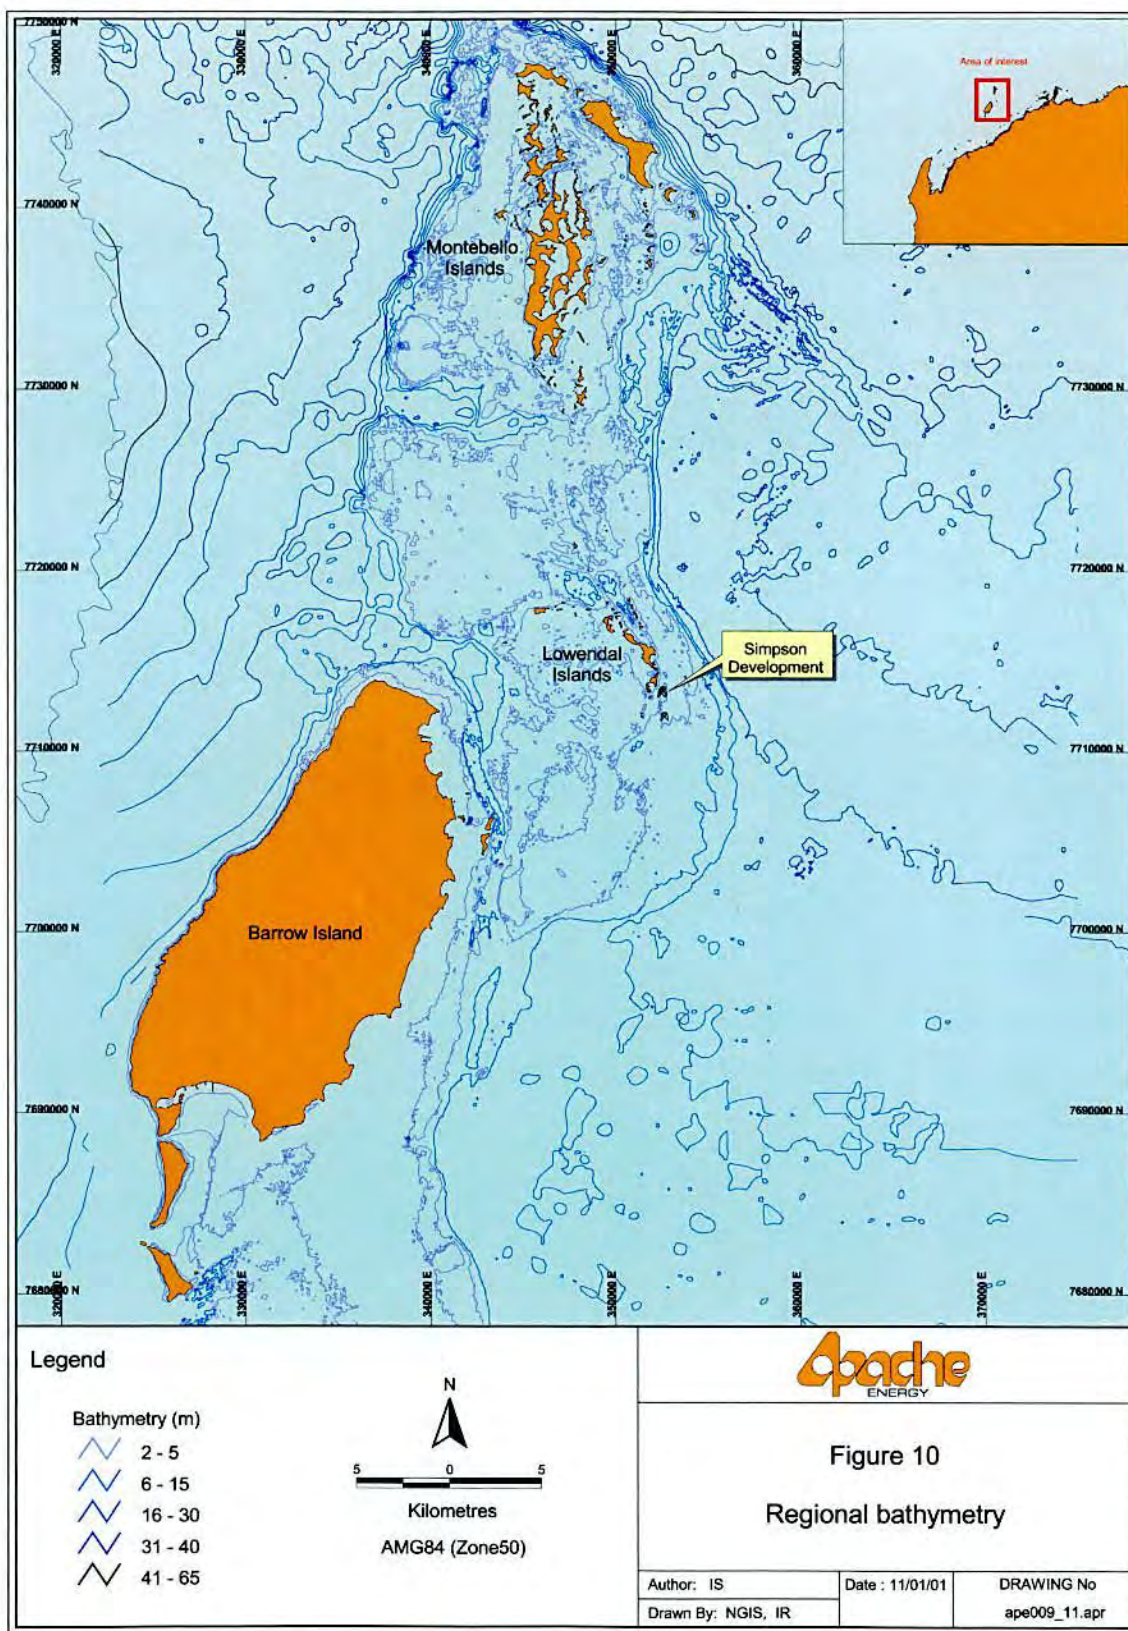 7750000 N
320000 E
330000 E
340000 E
350000 E
360000 E
Area of interest
7740000 N
Montebello
Islands
7730000 N
7730000 N
7720000 N
7720000 N
Simpson
Development
Lowendal
Islands
7710000 N
7710000 N
7700000 N
7700000 N
Barrow Island
7690000 N
7690000 N
7680000 N
7680000 N
320000 E
330000 E
340000 E
350000 E
360000 E
370000 E
Legend
Bathymetry (m)
2 - 5
6 - 15
16 - 30
31 - 40
41 - 65
N
5 0 5
Kilometres
AMG84 (Zone50)
Apache
ENERGY
Figure 10
Regional bathymetry
Author: IS
Date : 11/01/01
DRAWING No
Drawn By: NGIS, IR
ape009_11.apr